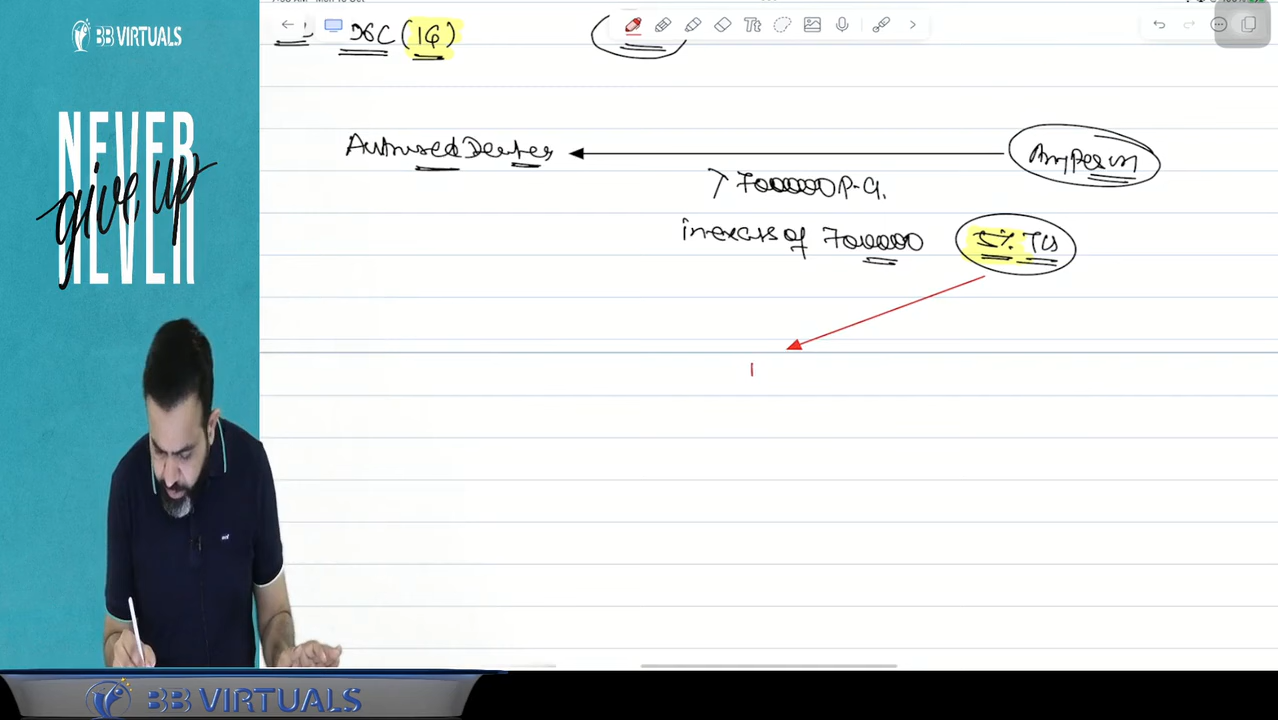 BB VIRTUALS
(1G)
NEVER
give up
NEVER
Tt
Authorised Dealer
Any Person
> 700000 P.a.
in excess of 700000
5% TCS
BB VIRTUALS